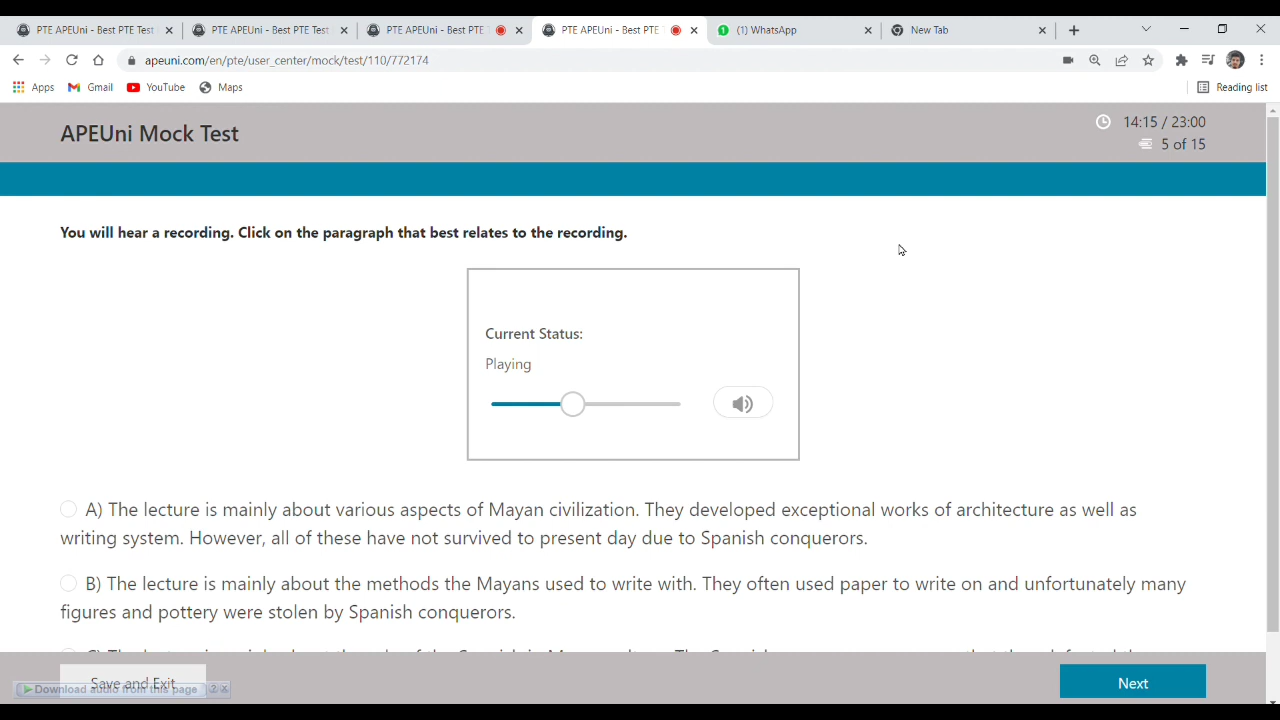 PTE APEUni - Best PTE Test
PTE APEUni - Best PTE Test
PTE APEUni - Best PTE
PTE APEUni - Best PTE
(1) WhatsApp
New Tab
apeuni.com/en/pte/user_center/mock/test/110/772174
Apps
Gmail
YouTube
Maps
Reading list
APEUni Mock Test
14:15 / 23:00
5 of 15
You will hear a recording. Click on the paragraph that best relates to the recording.
Current Status:
Playing
A) The lecture is mainly about various aspects of Mayan civilization. They developed exceptional works of architecture as well as
writing system. However, all of these have not survived to present day due to Spanish conquerors.
B) The lecture is mainly about the methods the Mayans used to write with. They often used paper to write on and unfortunately many
figures and pottery were stolen by Spanish conquerors.
Save and Exit
Download audio from this page
? X
Next